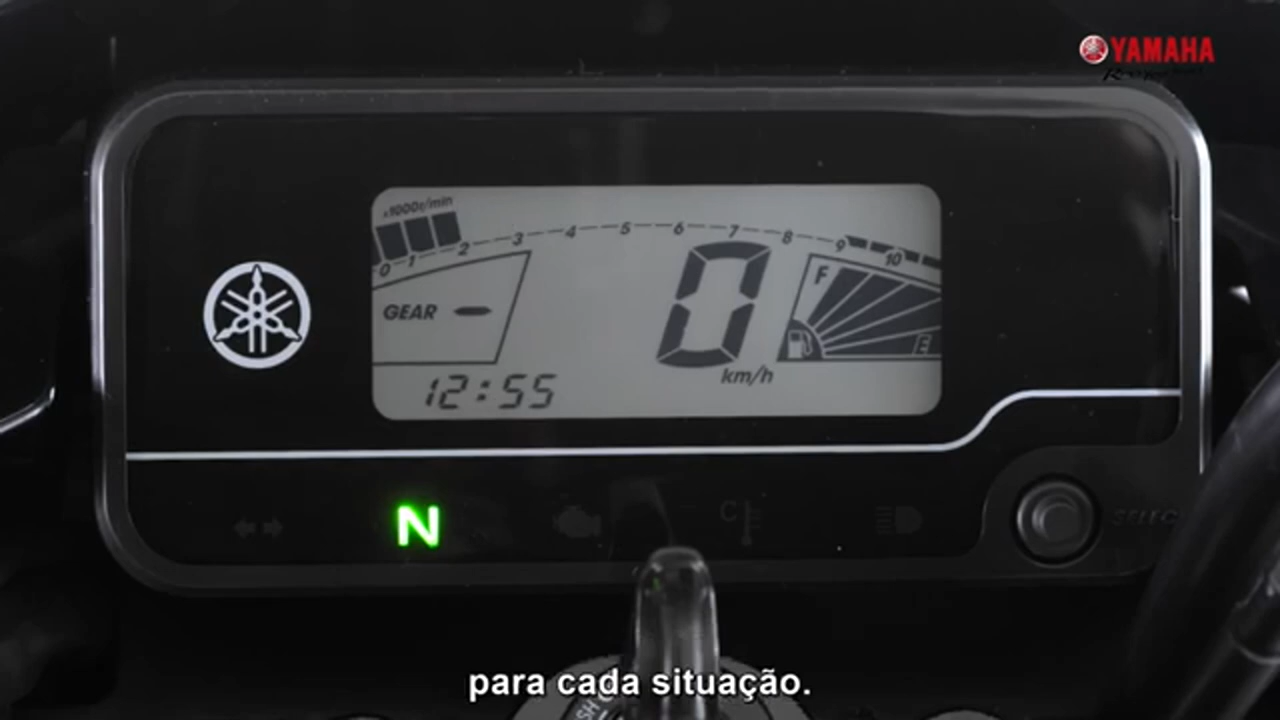 YAMAHA
x1000r/min
0 1 2 3 4 5 6 7 8 9 10
GEAR -
F
E
0
km/h
12:55
N
C
SELEC
para cada situação.